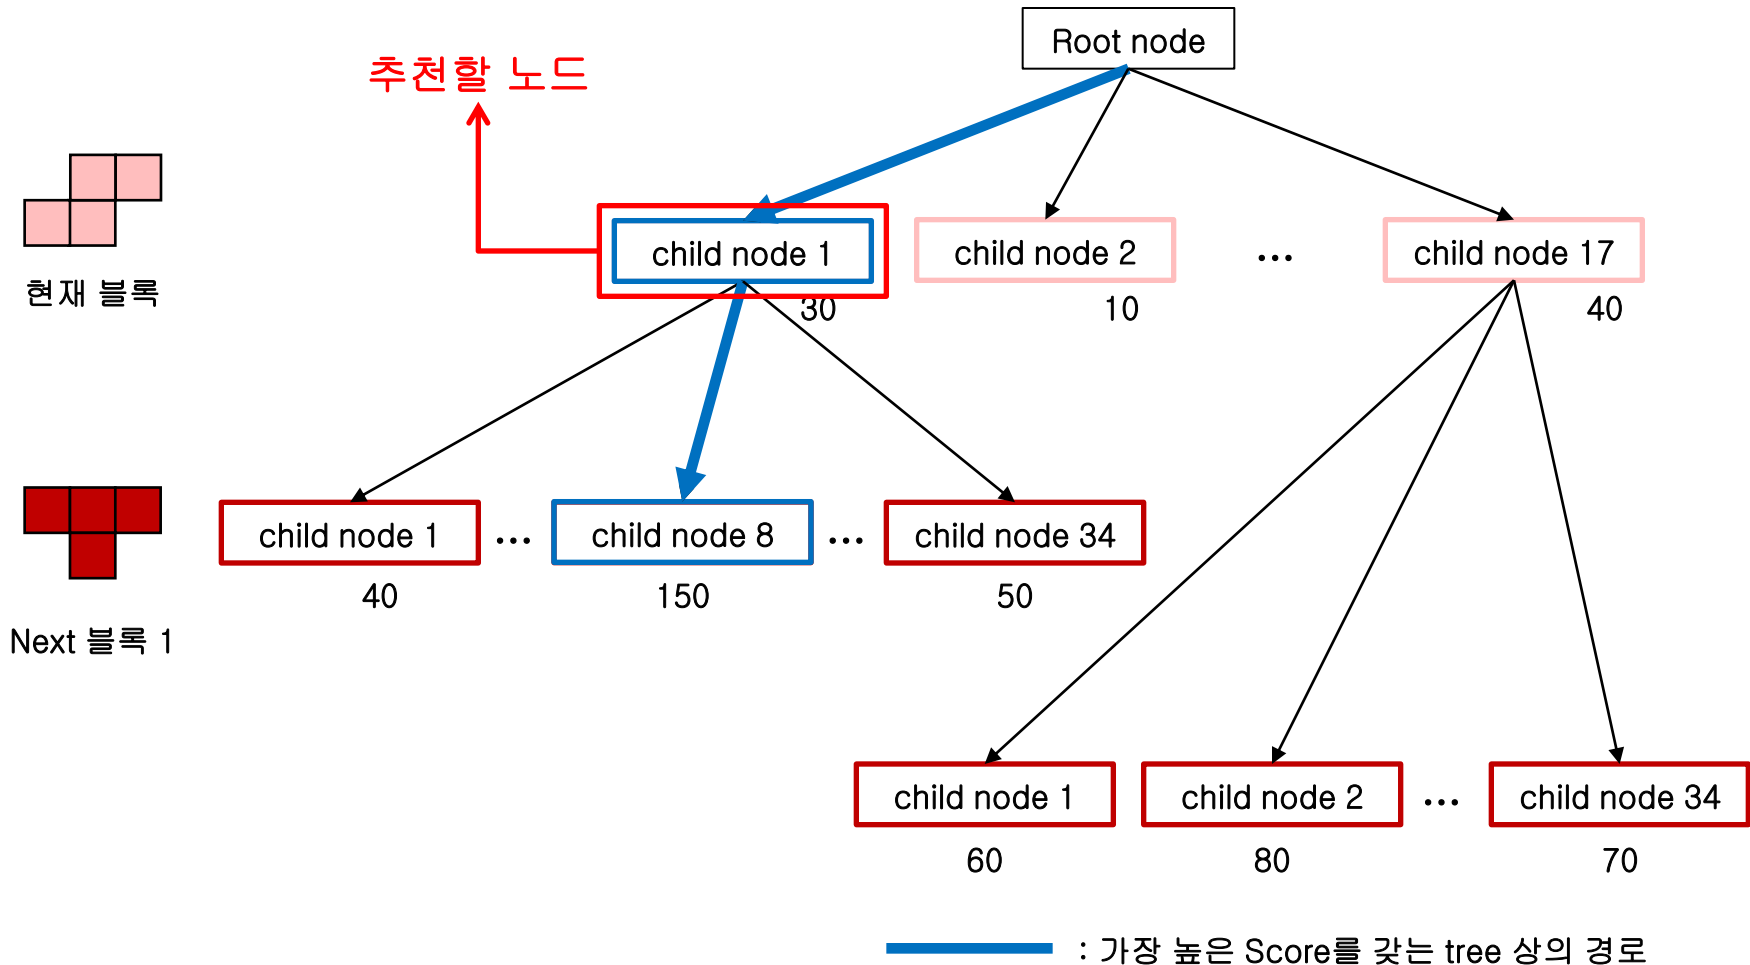 Root node
추천할 노드
child node 1
child node 2
...
child node 17
현재 블록
30
10
40
child node 1
...
child node 8
...
child node 34
40
150
50
Next 블록 1
child node 1
child node 2
...
child node 34
60
80
70
: 가장 높은 Score를 갖는 tree 상의 경로